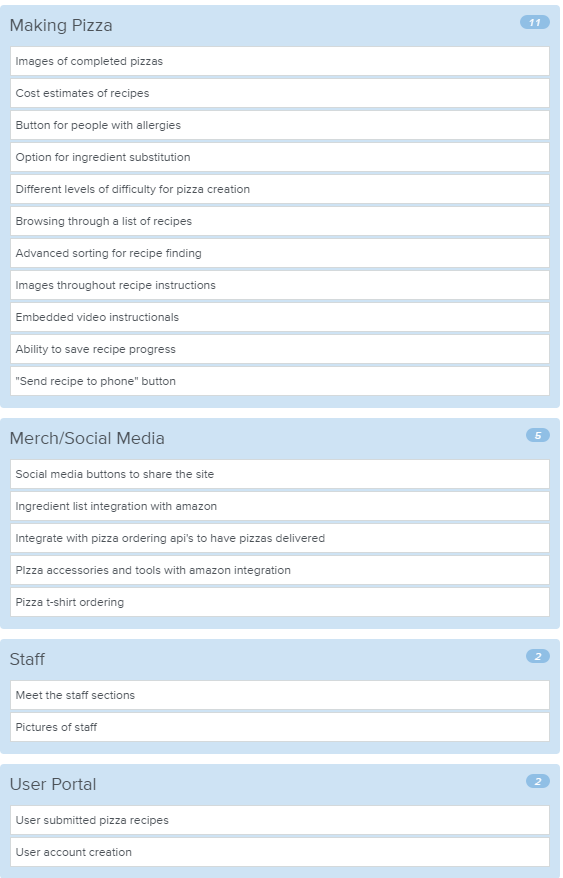 Making Pizza
11
Images of completed pizzas
Cost estimates of recipes
Button for people with allergies
Option for ingredient substitution
Different levels of difficulty for pizza creation
Browsing through a list of recipes
Advanced sorting for recipe finding
Images throughout recipe instructions
Embedded video instructionals
Ability to save recipe progress
"Send recipe to phone" button
Merch/Social Media
5
Social media buttons to share the site
Ingredient list integration with amazon
Integrate with pizza ordering api's to have pizzas delivered
PIzza accessories and tools with amazon integration
Pizza t-shirt ordering
Staff
2
Meet the staff sections
Pictures of staff
User Portal
2
User submitted pizza recipes
User account creation